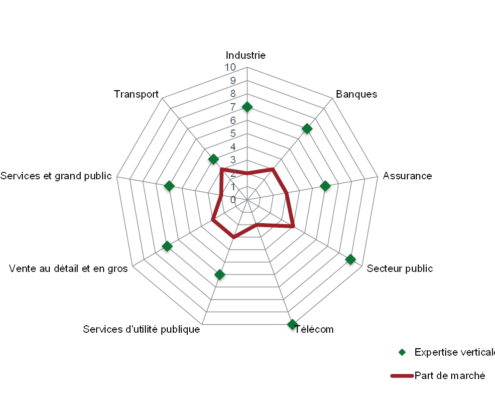 Industrie
10
9
8
7
6
5
4
3
2
1
0
Transport
Banques
Services et grand public
Assurance
Vente au détail et en gros
Secteur public
Services d'utilité publique
Télécom
Expertise verticale
Part de marché